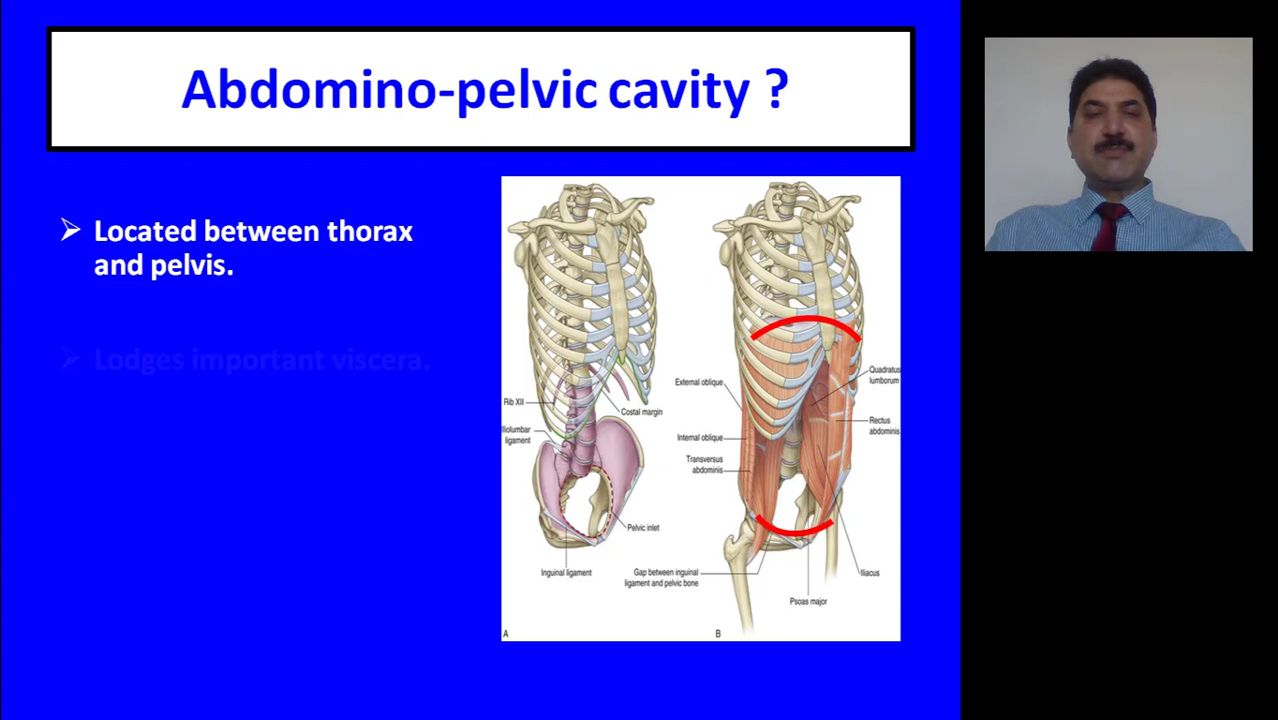 Abdomino-pelvic cavity ?
➢ Located between thorax
and pelvis.
➢ Lodges important viscera.
Rib XII
Costal margin
Iliolumbar
ligament
Pelvic inlet
Inguinal ligament
A
External oblique
Quadratus
lumborum
Rectus
abdominis
Internal oblique
Transversus
abdominis
Gap between inguinal
ligament and pelvic bone
Iliacus
Psoas major
B